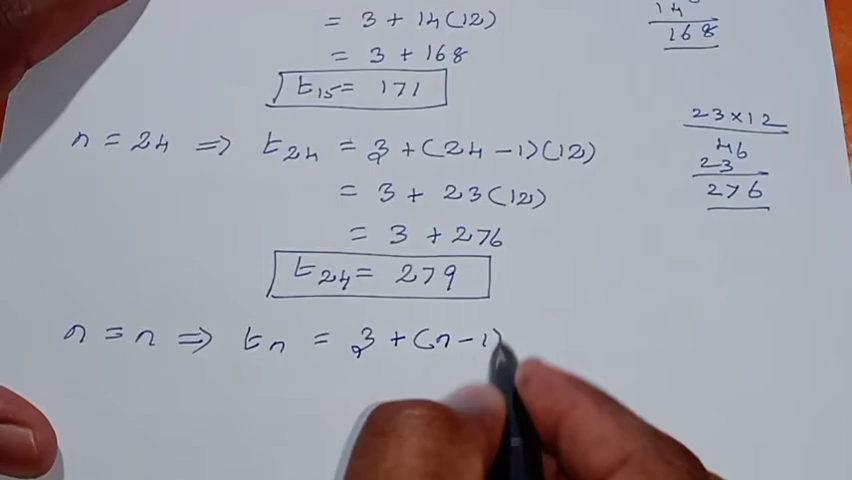 = 3 + 14(12)
= 3 + 168
t₁₅ = 171
n = 24 ⇒ t₂₄ = 3 + (24 - 1)(12)
= 3 + 23(12)
= 3 + 276
t₂₄ = 279
n = n ⇒ tₙ = 3 + (n - 1)
14
168
23 × 12
46
23
276